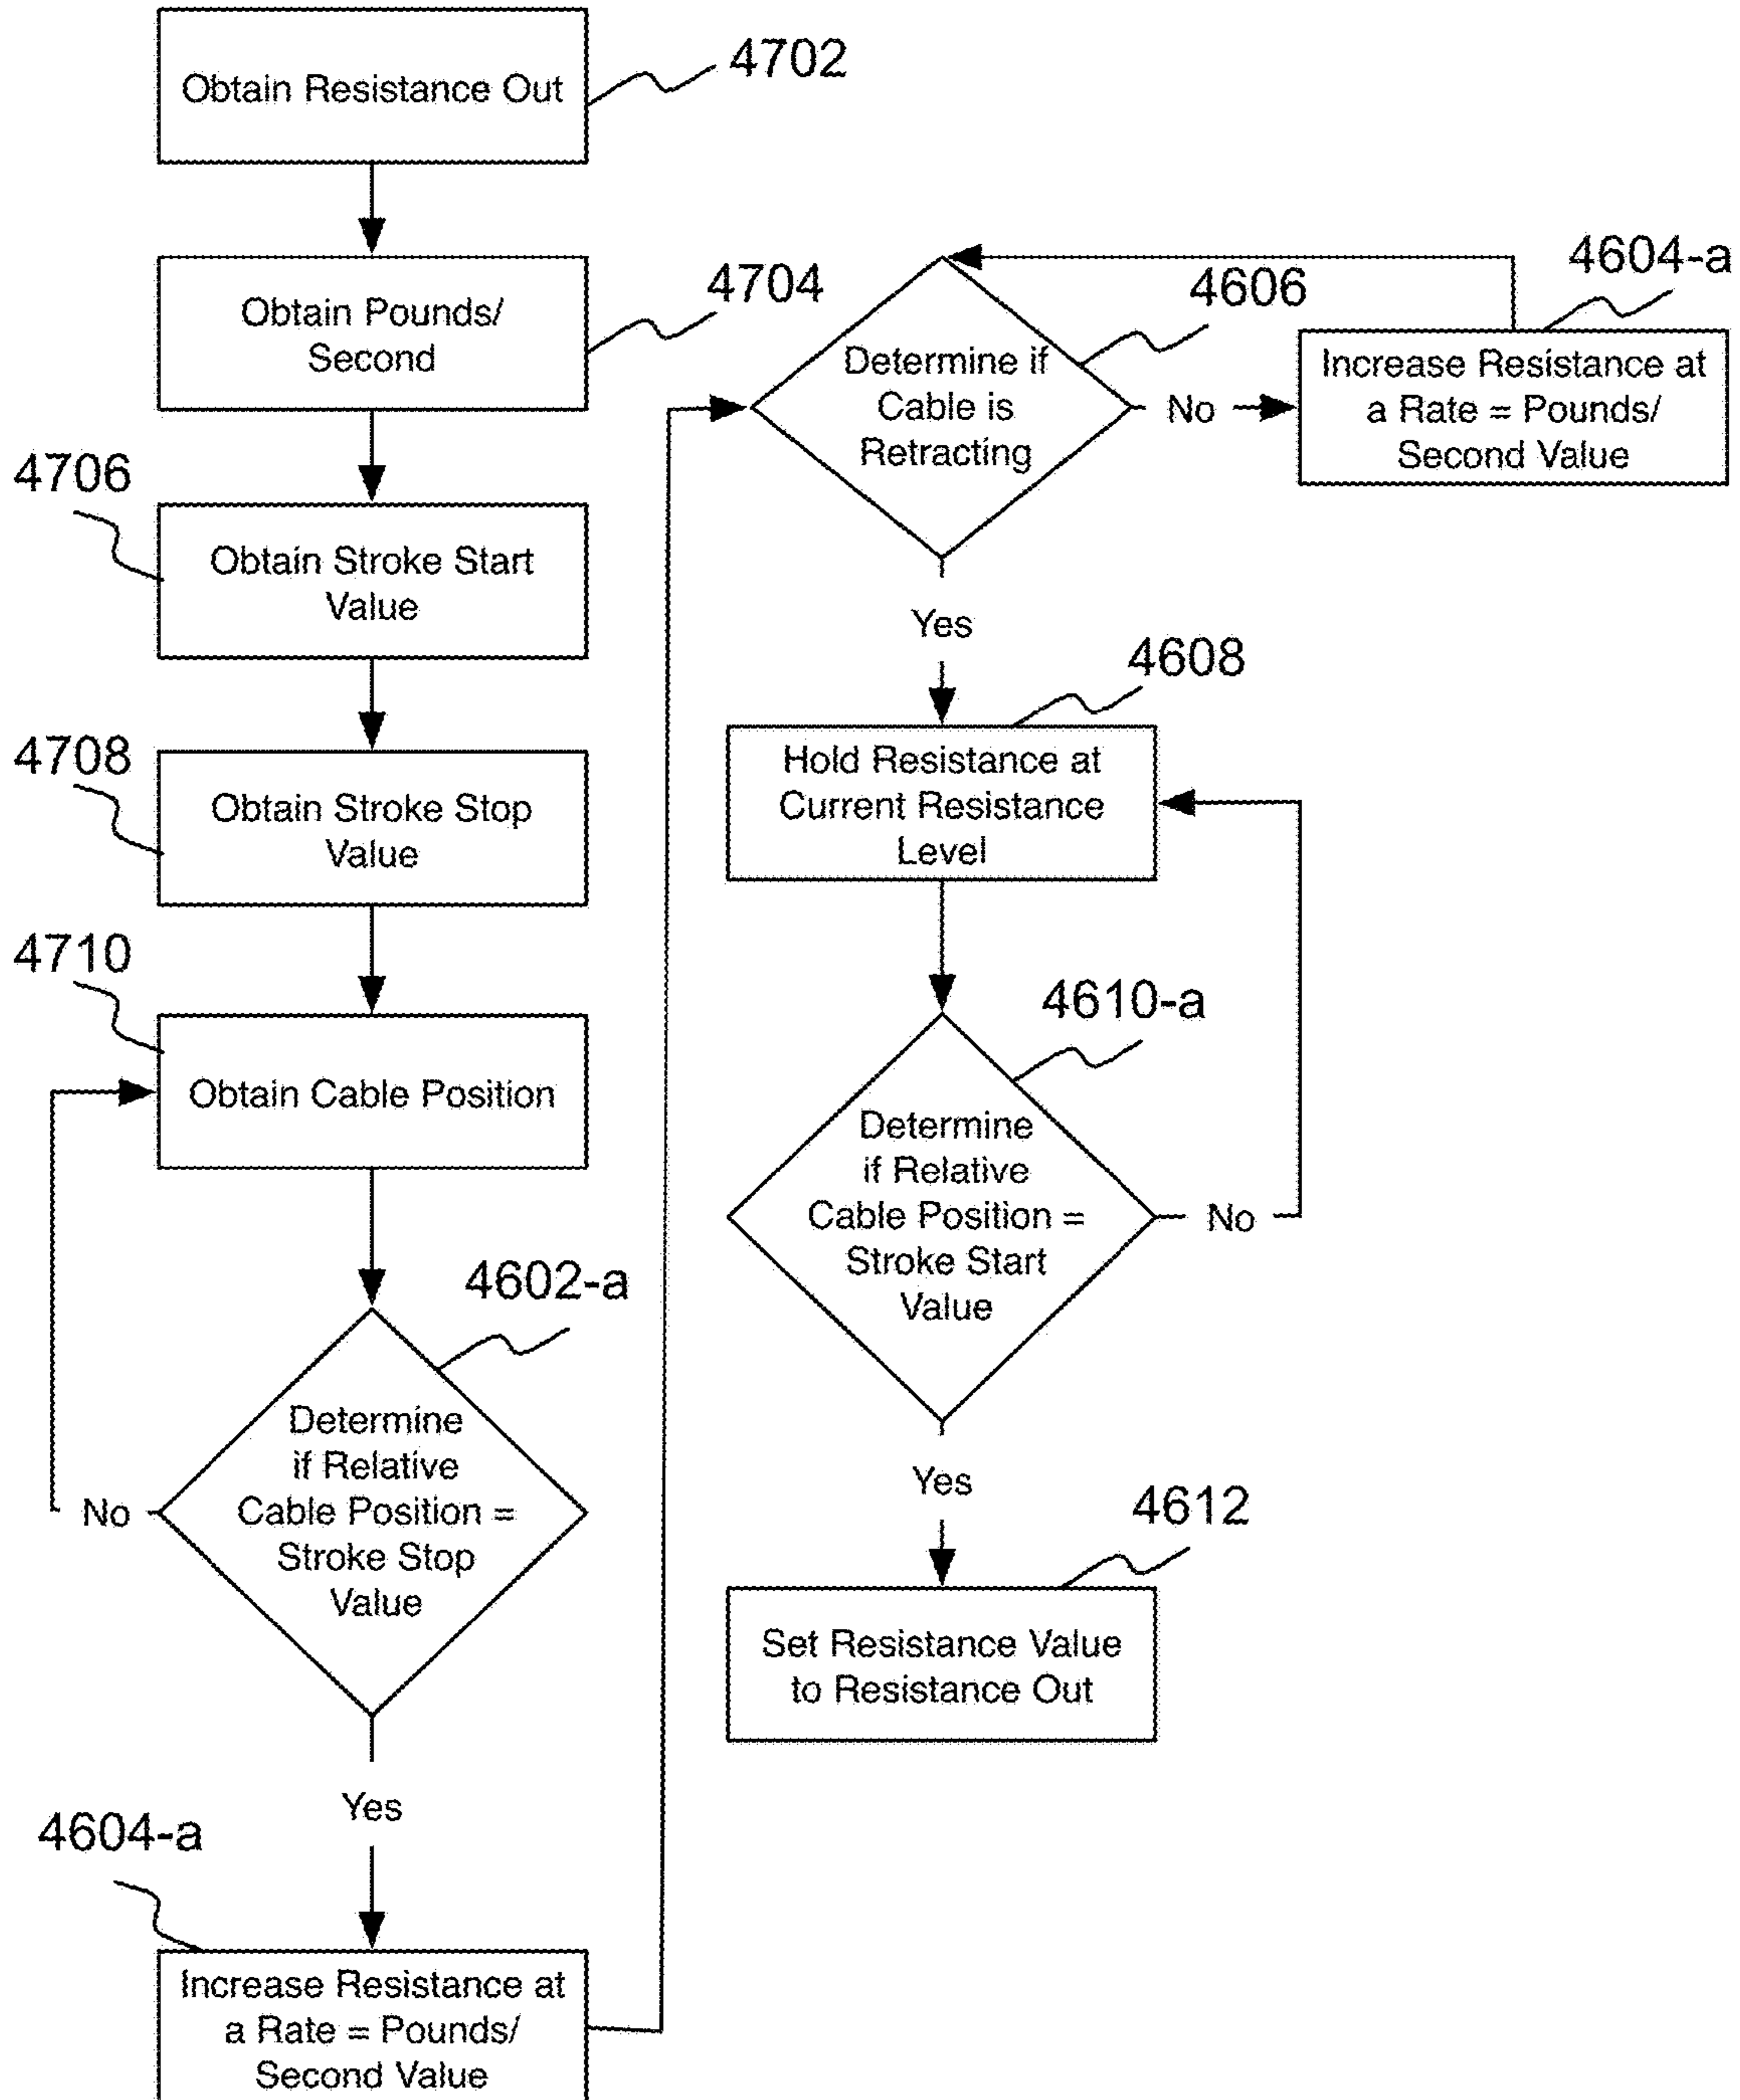 Obtain Resistance Out
4702
Obtain Pounds/
Second
4704
4706
Obtain Stroke Start
Value
4708
Obtain Stroke Stop
Value
4710
Obtain Cable Position
4602-a
Determine
if Relative
Cable Position =
Stroke Stop
Value
No
Yes
4604-a
Increase Resistance at
a Rate = Pounds/
Second Value
4606
Determine if
Cable is
Retracting
No
4604-a
Increase Resistance at
a Rate = Pounds/
Second Value
Yes
4608
Hold Resistance at
Current Resistance
Level
4610-a
Determine
if Relative
Cable Position =
Stroke Start
Value
No
Yes
4612
Set Resistance Value
to Resistance Out